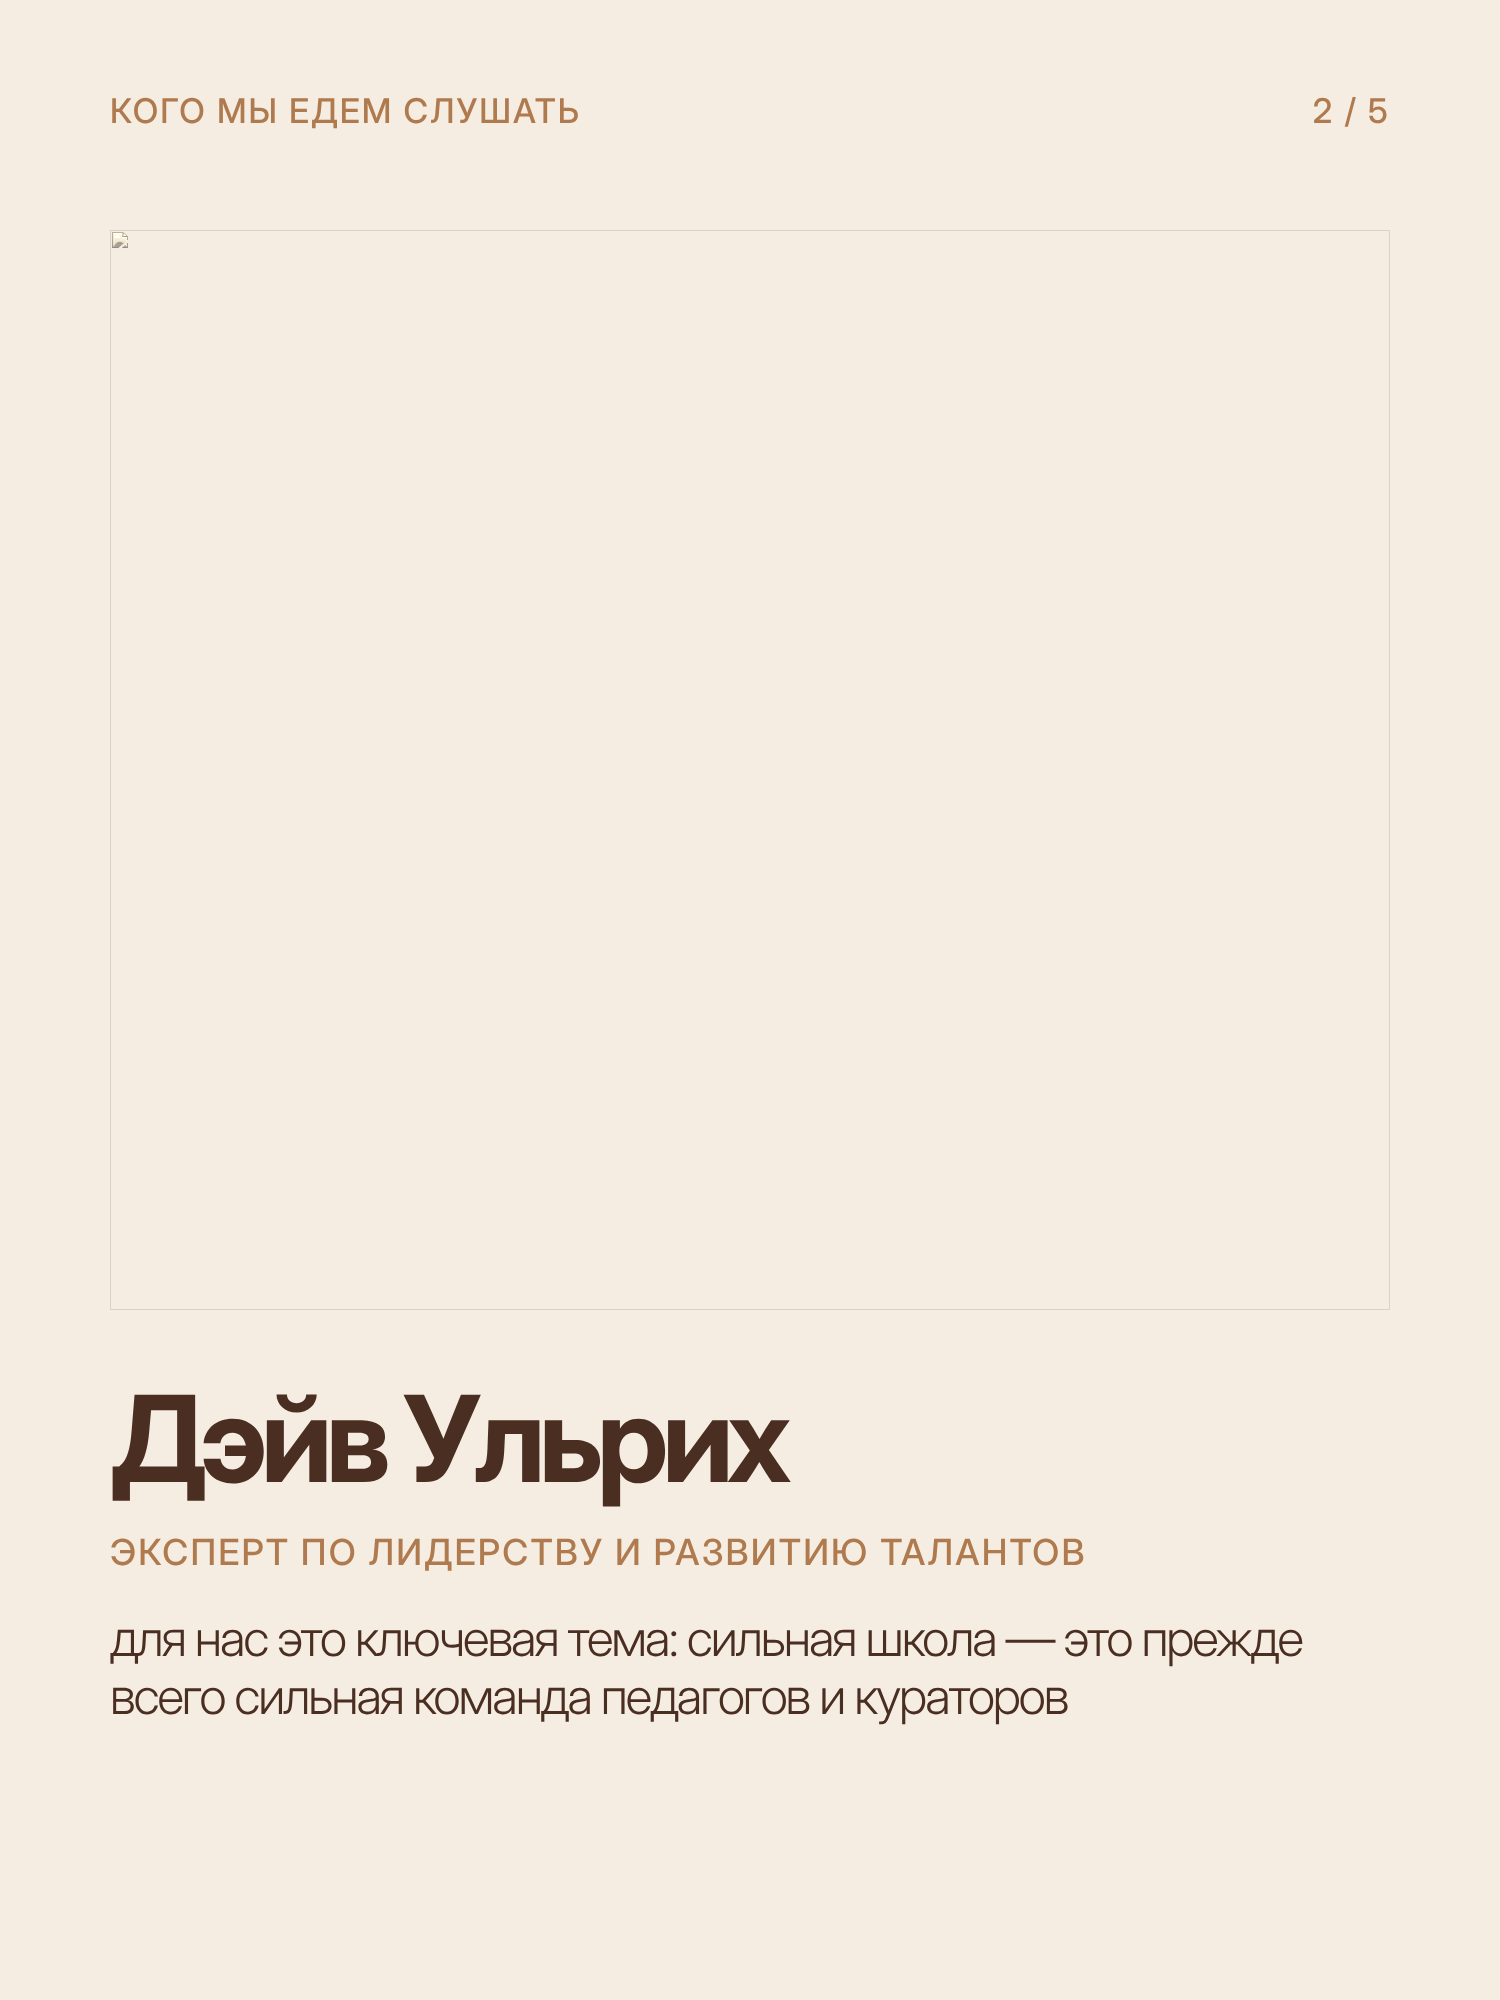 КОГО МЫ ЕДЕМ СЛУШАТЬ
2 / 5
Дэйв Ульрих
ЭКСПЕРТ ПО ЛИДЕРСТВУ И РАЗВИТИЮ ТАЛАНТОВ
для нас это ключевая тема: сильная школа — это прежде
всего сильная команда педагогов и кураторов